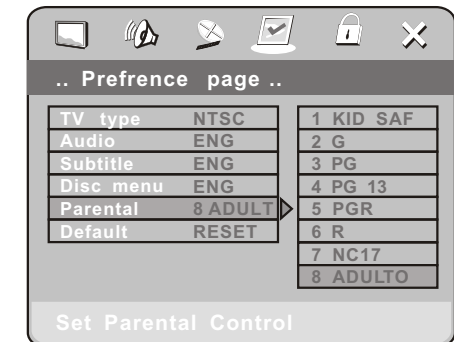 .. Prefrence page ..
TV type NTSC
Audio ENG
Subtitle ENG
Disc menu ENG
Parental 8 ADULT
Default RESET
1 KID SAF
2 G
3 PG
4 PG 13
5 PGR
6 R
7 NC17
8 ADULTO
Set Parental Control